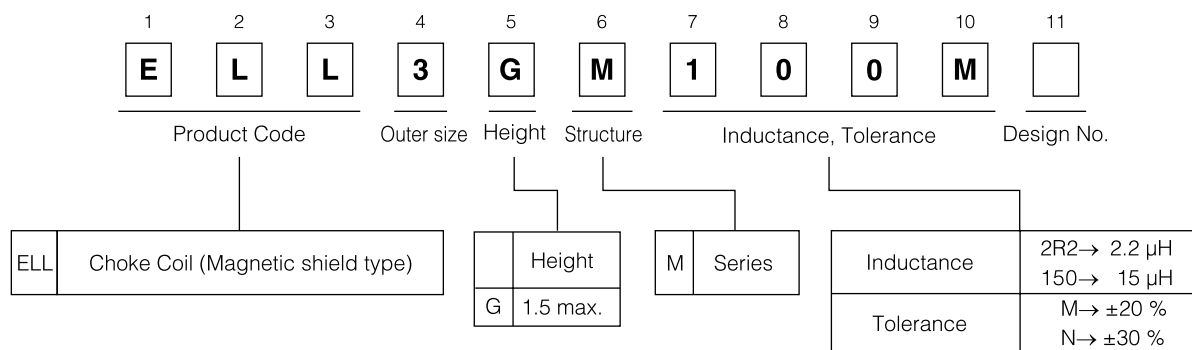 1 2 3 4 5 6 7 8 9 10 11
E L L 3 G M 1 0 0 M
Product Code Outer size Height Structure Inductance, Tolerance Design No.
ELL Choke Coil (Magnetic shield type)
Height
G 1.5 max.
M Series
Inductance 2R2→ 2.2 μH
150→ 15 μH
Tolerance M→ ±20 %
N→ ±30 %